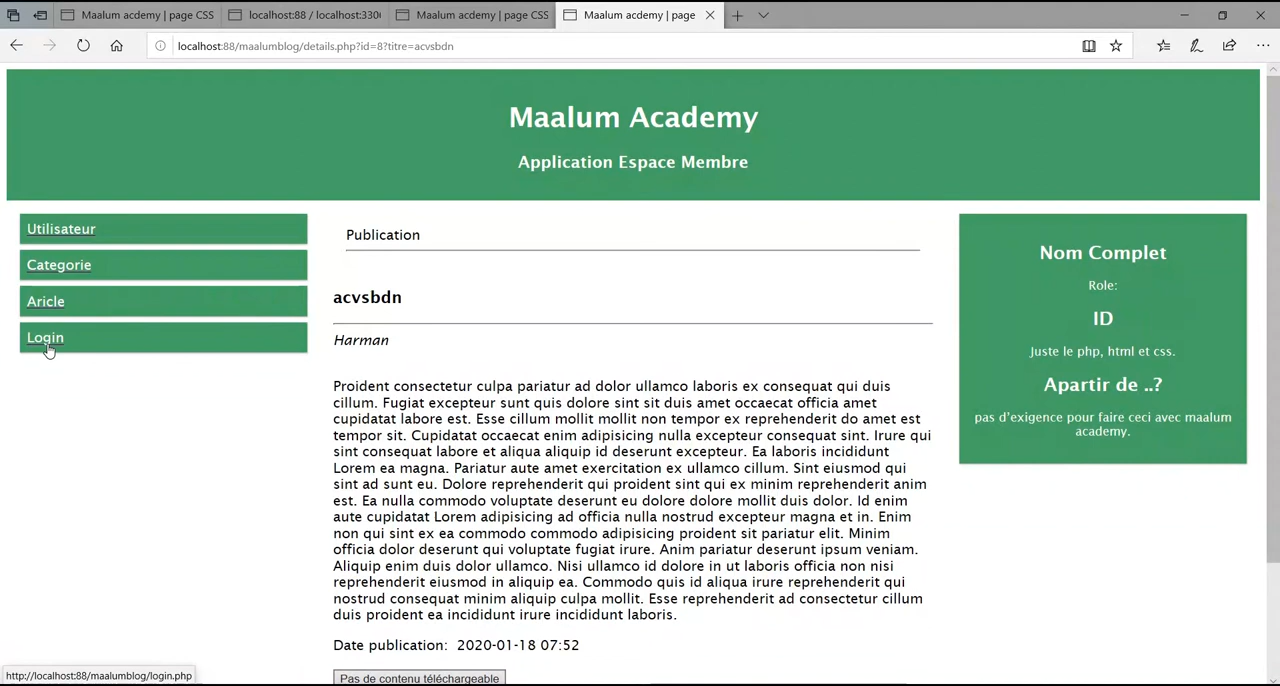 Maalum acdemy | page CSS
localhost:88 / localhost:330
Maalum acdemy | page CSS
Maalum acdemy | page
localhost:88/maalumblog/details.php?id=8?titre=acvsbdn
Maalum Academy
Application Espace Membre
Utilisateur
Categorie
Aricle
Login
Publication
acvsbdn
Harman
Proident consectetur culpa pariatur ad dolor ullamco laboris ex consequat qui duis
cillum. Fugiat excepteur sunt quis dolore sint sit duis amet occaecat officia amet
cupidatat labore est. Esse cillum mollit mollit non tempor ex reprehenderit do amet est
tempor sit. Cupidatat occaecat enim adipisicing nulla excepteur consequat sint. Irure qui
sint consequat labore et aliqua aliquip id deserunt excepteur. Ea laboris incididunt
Lorem ea magna. Pariatur aute amet exercitation ex ullamco cillum. Sint eiusmod qui
sint ad sunt eu. Dolore reprehenderit qui proident sint qui ex minim reprehenderit anim
est. Ea nulla commodo voluptate deserunt eu dolore dolore mollit duis dolor. Id enim
aute cupidatat Lorem adipisicing ad officia nulla nostrud excepteur magna et in. Enim
non qui sint ex ea commodo commodo adipisicing proident sit pariatur elit. Minim
officia dolor deserunt qui voluptate fugiat irure. Anim pariatur deserunt ipsum veniam.
Aliquip enim duis dolor ullamco. Nisi ullamco id dolore in ut laboris officia non nisi
reprehenderit eiusmod in aliquip ea. Commodo quis id aliqua irure reprehenderit qui
nostrud consequat minim aliquip culpa mollit. Esse reprehenderit ad consectetur cillum
duis proident ea incididunt irure incididunt laboris.
Date publication: 2020-01-18 07:52
Pas de contenu téléchargeable
Nom Complet
Role:
ID
Juste le php, html et css.
Apartir de ..?
pas d'exigence pour faire ceci avec maalum
academy.
http://localhost:88/maalumblog/login.php